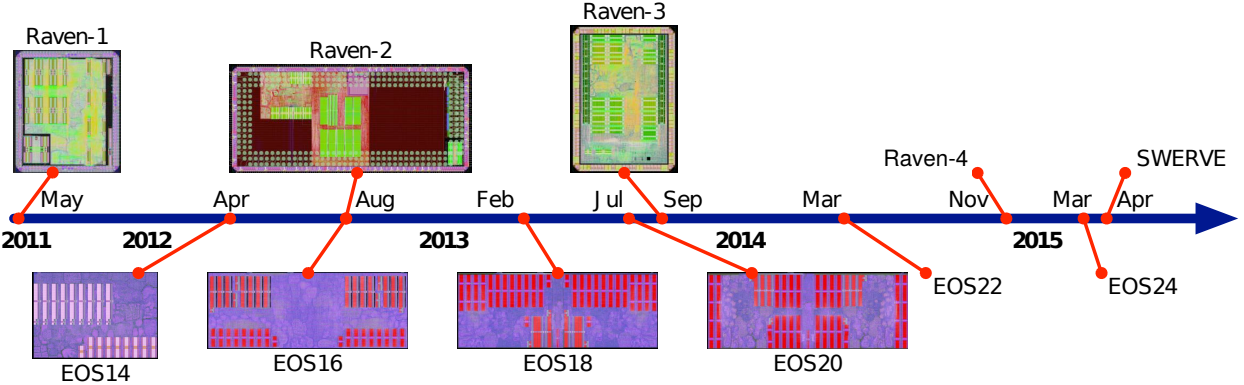 Raven-1
Raven-2
Raven-3
Raven-4
SWERVE
May
Apr
Aug
Feb
Jul
Sep
Mar
Nov
Mar
Apr
2011
2012
2013
2014
2015
EOS14
EOS16
EOS18
EOS20
EOS22
EOS24